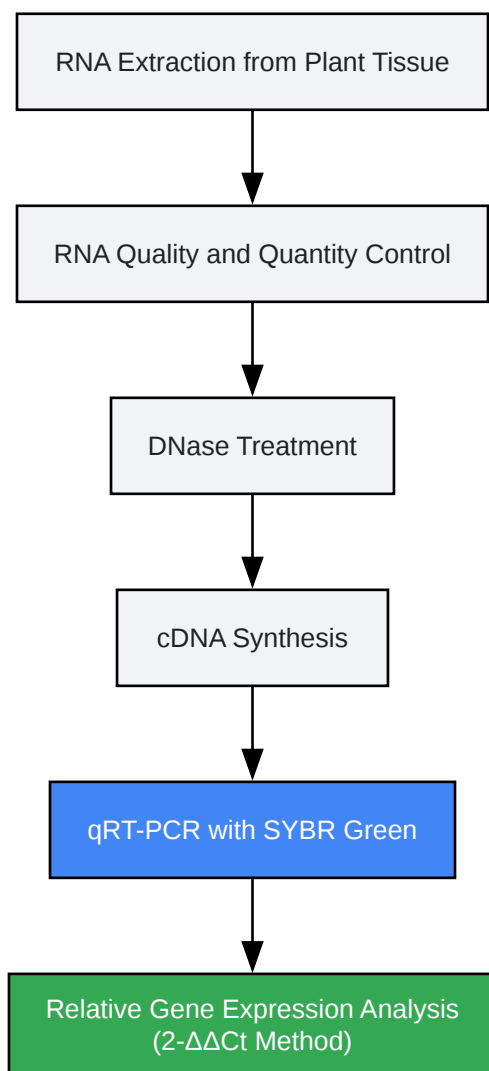 RNA Extraction from Plant Tissue
RNA Quality and Quantity Control
DNase Treatment
cDNA Synthesis
qRT-PCR with SYBR Green
Relative Gene Expression Analysis
(2-ΔΔCt Method)